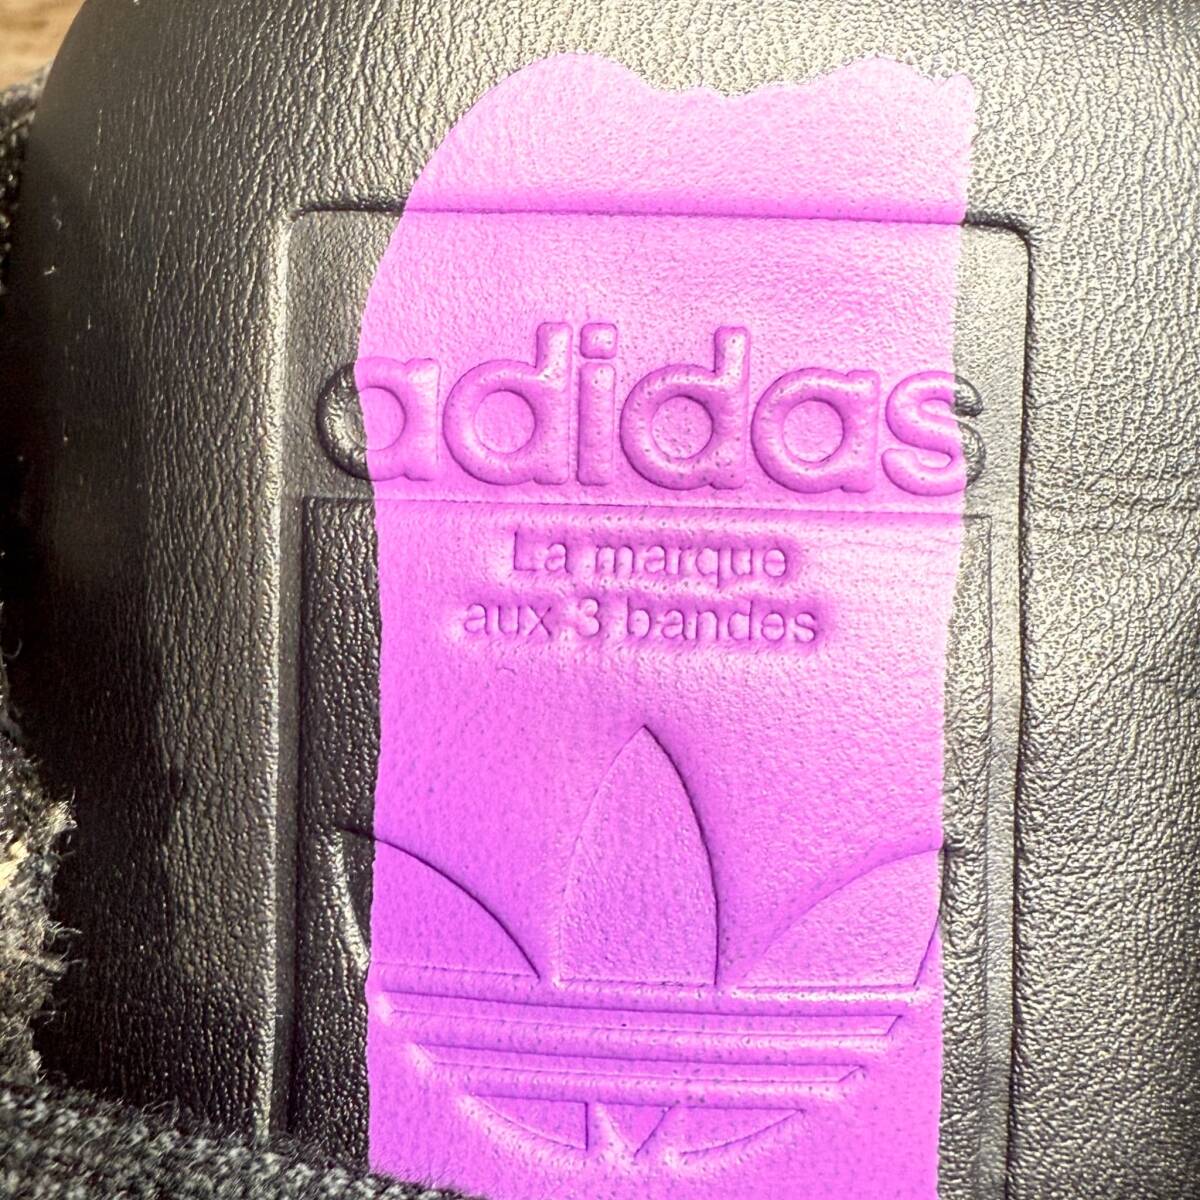 adidas
La marque
aux 3 bandes